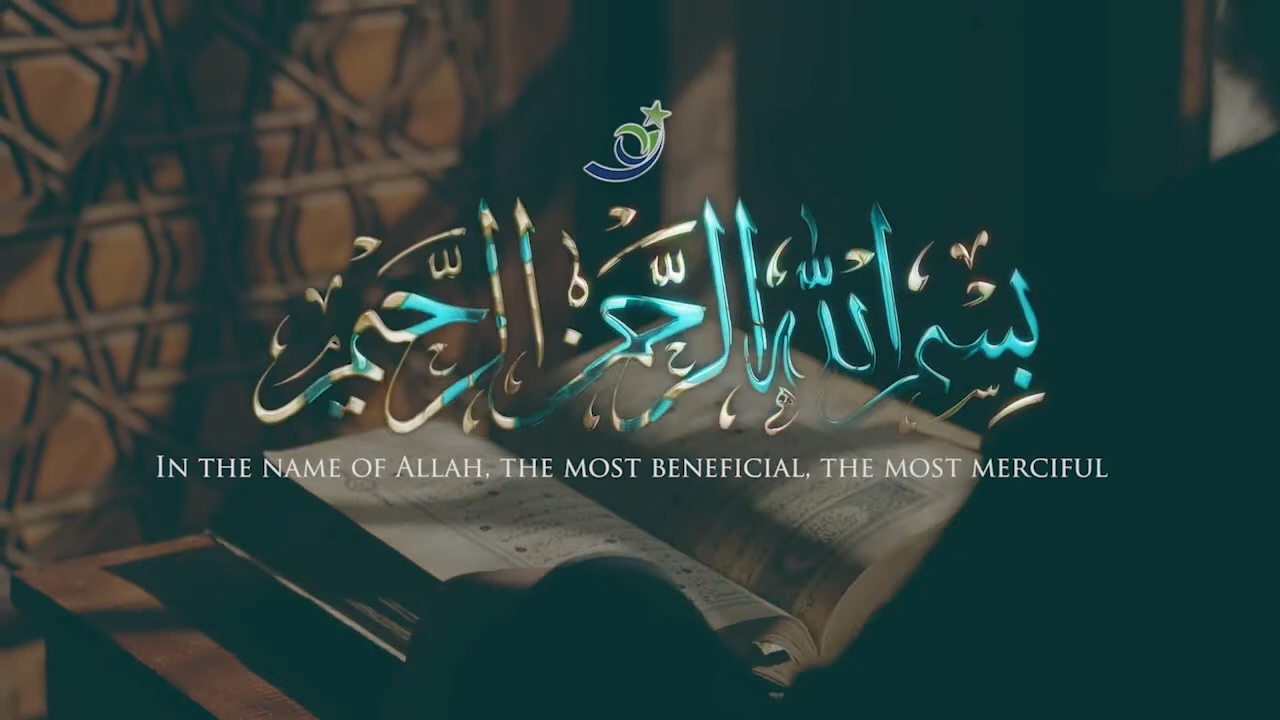 بسم الله الرحمن الرحيم
IN THE NAME OF ALLAH, THE MOST BENEFICIAL, THE MOST MERCIFUL